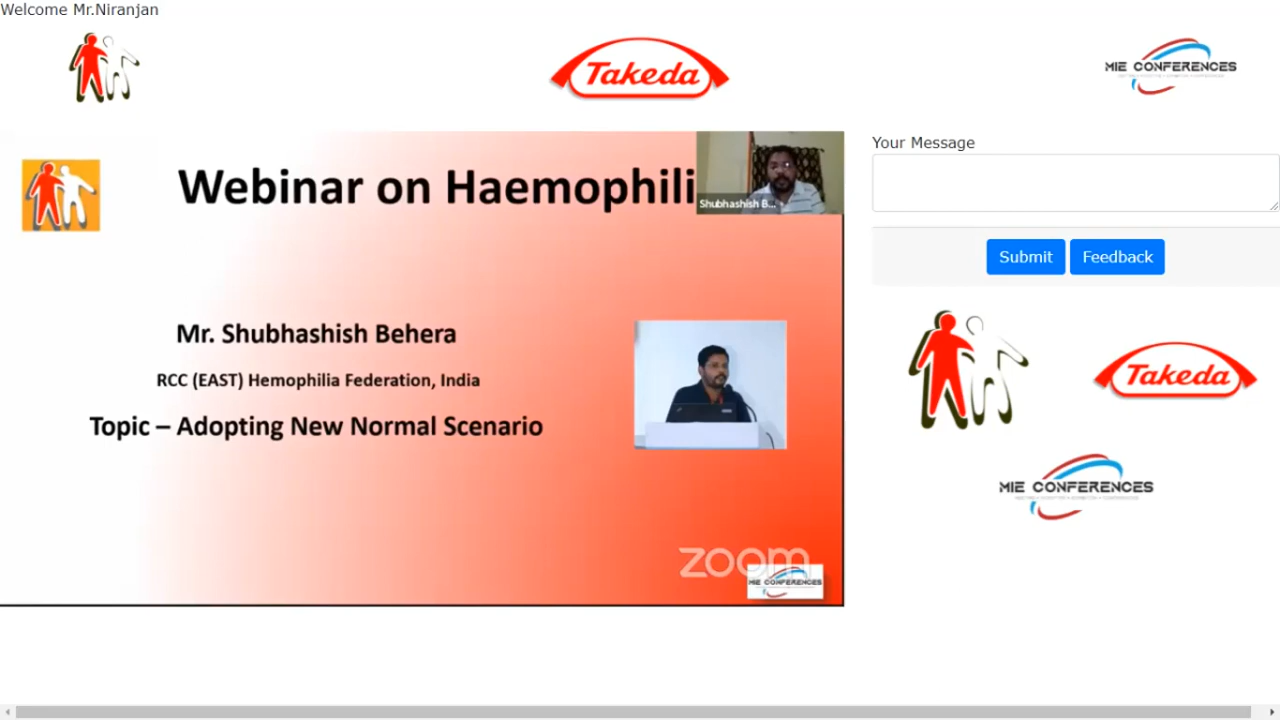 Welcome Mr.Niranjan
Takeda
MIE CONFERENCES
Webinar on Haemophili
Shubhashish B...
Mr. Shubhashish Behera
RCC (EAST) Hemophilia Federation, India
Topic – Adopting New Normal Scenario
zoom
MIE CONFERENCES
Your Message
Submit
Feedback
Takeda
MIE CONFERENCES